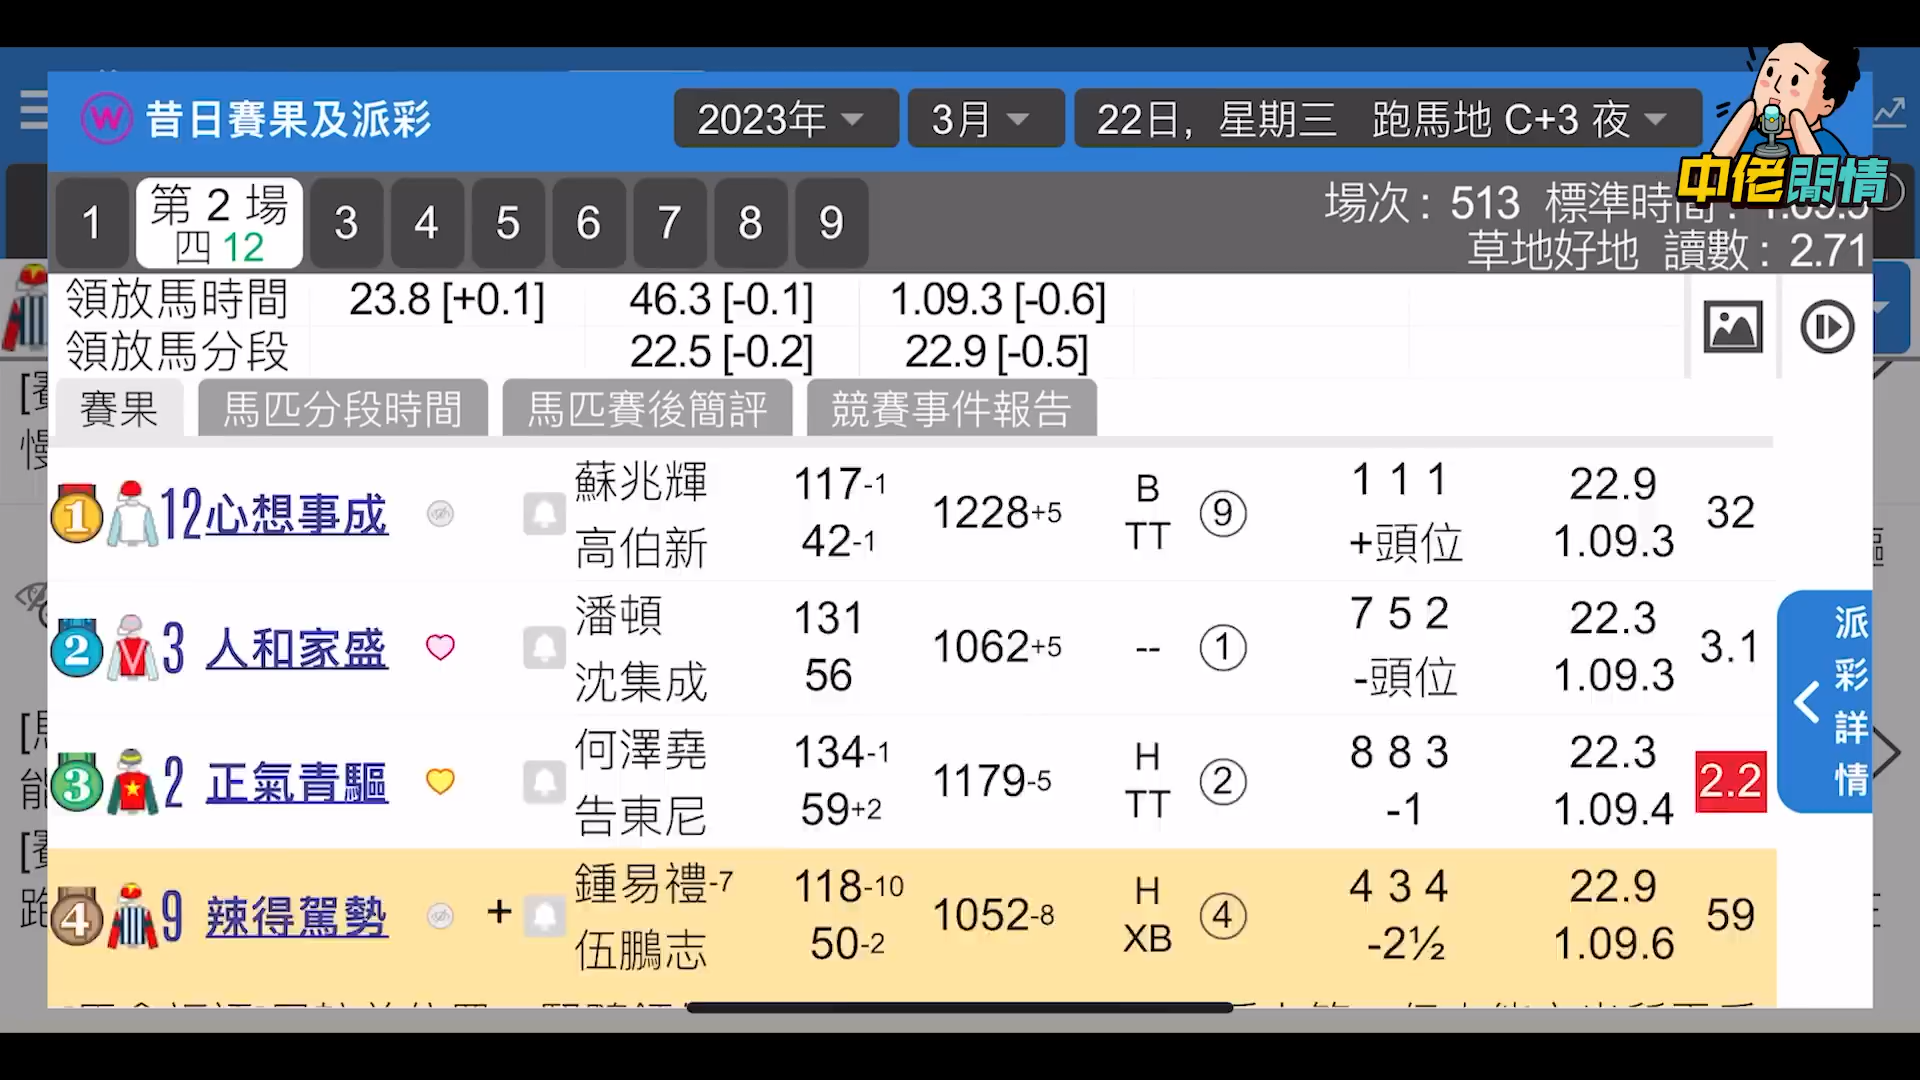 昔日賽果及派彩
2023年 3月 22日, 星期三 跑馬地 C+3 夜
中佬閒情
1 第 2 場 3 4 5 6 7 8 9
四 12
場次: 513 標準時間:
草地好地 讀數: 2.71
領放馬時間 23.8 [+0.1] 46.3 [-0.1] 1.09.3 [-0.6]
領放馬分段 22.5 [-0.2] 22.9 [-0.5]
賽果 馬匹分段時間 馬匹賽後簡評 競賽事件報告
1 12 心想事成 蘇兆輝 117-1 1228+5 B ⑨ 1 1 1 22.9 32
高伯新 42-1 TT +頭位 1.09.3
2 3 人和家盛 潘頓 131 1062+5 -- ① 7 5 2 22.3 3.1
沈集成 56 -頭位 1.09.3
3 2 正氣青驅 何澤堯 134-1 1179-5 H ② 8 8 3 22.3 2.2
告東尼 59+2 TT -1 1.09.4
4 9 辣得駕勢 + 鍾易禮-7 118-10 1052-8 H ④ 4 3 4 22.9 59
伍鵬志 50-2 XB -2½ 1.09.6
派彩詳情